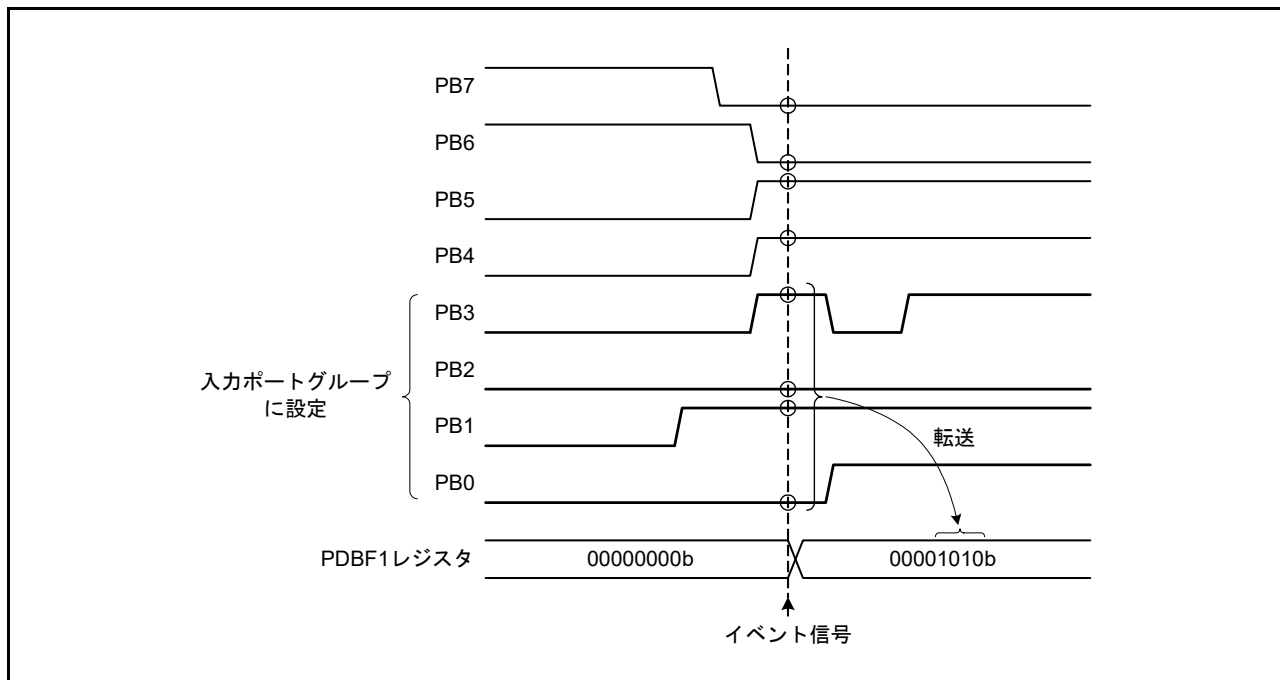 PB7
PB6
PB5
PB4
PB3
PB2
PB1
PB0
入力ポートグループ
に設定
転送
PDBF1レジスタ
00000000b
00001010b
イベント信号